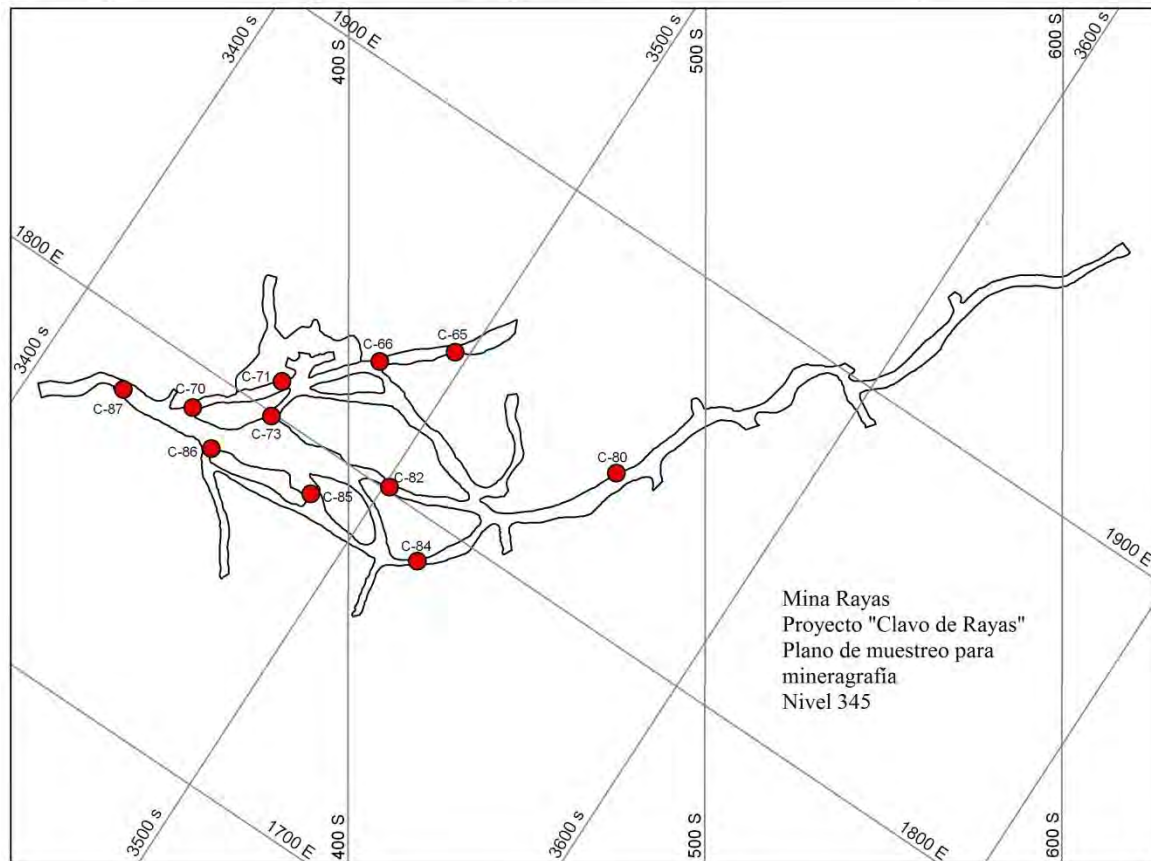 3400 s
1900 E
400 S
3500 s
500 S
600 S
3600 s
1800 E
3400 s
C-65
C-66
C-71
C-70
C-87
C-73
C-86
C-80
C-82
C-85
C-84
1900 E
Mina Rayas
Proyecto "Clavo de Rayas"
Plano de muestreo para
mineragrafía
Nivel 345
3500 s
1700 E
400 S
3600 s
500 S
1800 E
600 S